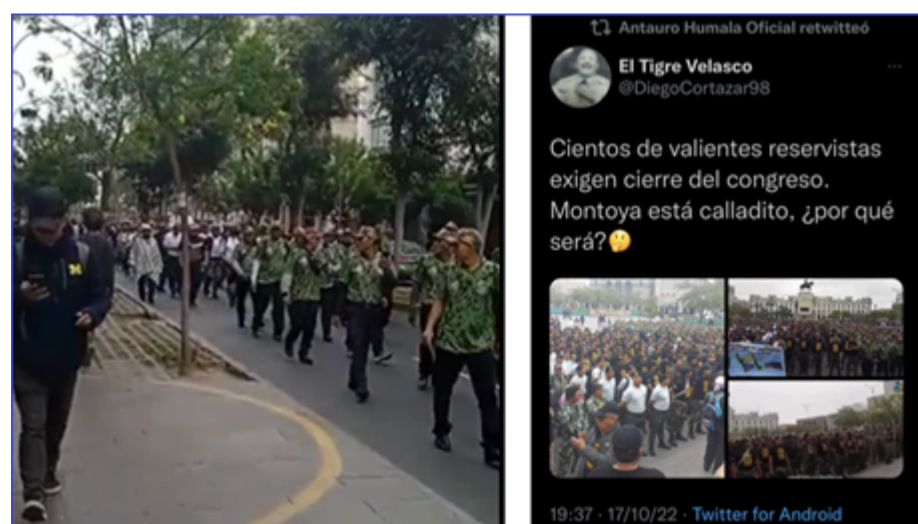 Antauro Humala Oficial retwitteó
El Tigre Velasco
@DiegoCortazar98
Cientos de valientes reservistas
exigen cierre del congreso.
Montoya está calladito, ¿por qué
será?🤔
19:37 · 17/10/22 · Twitter for Android
M